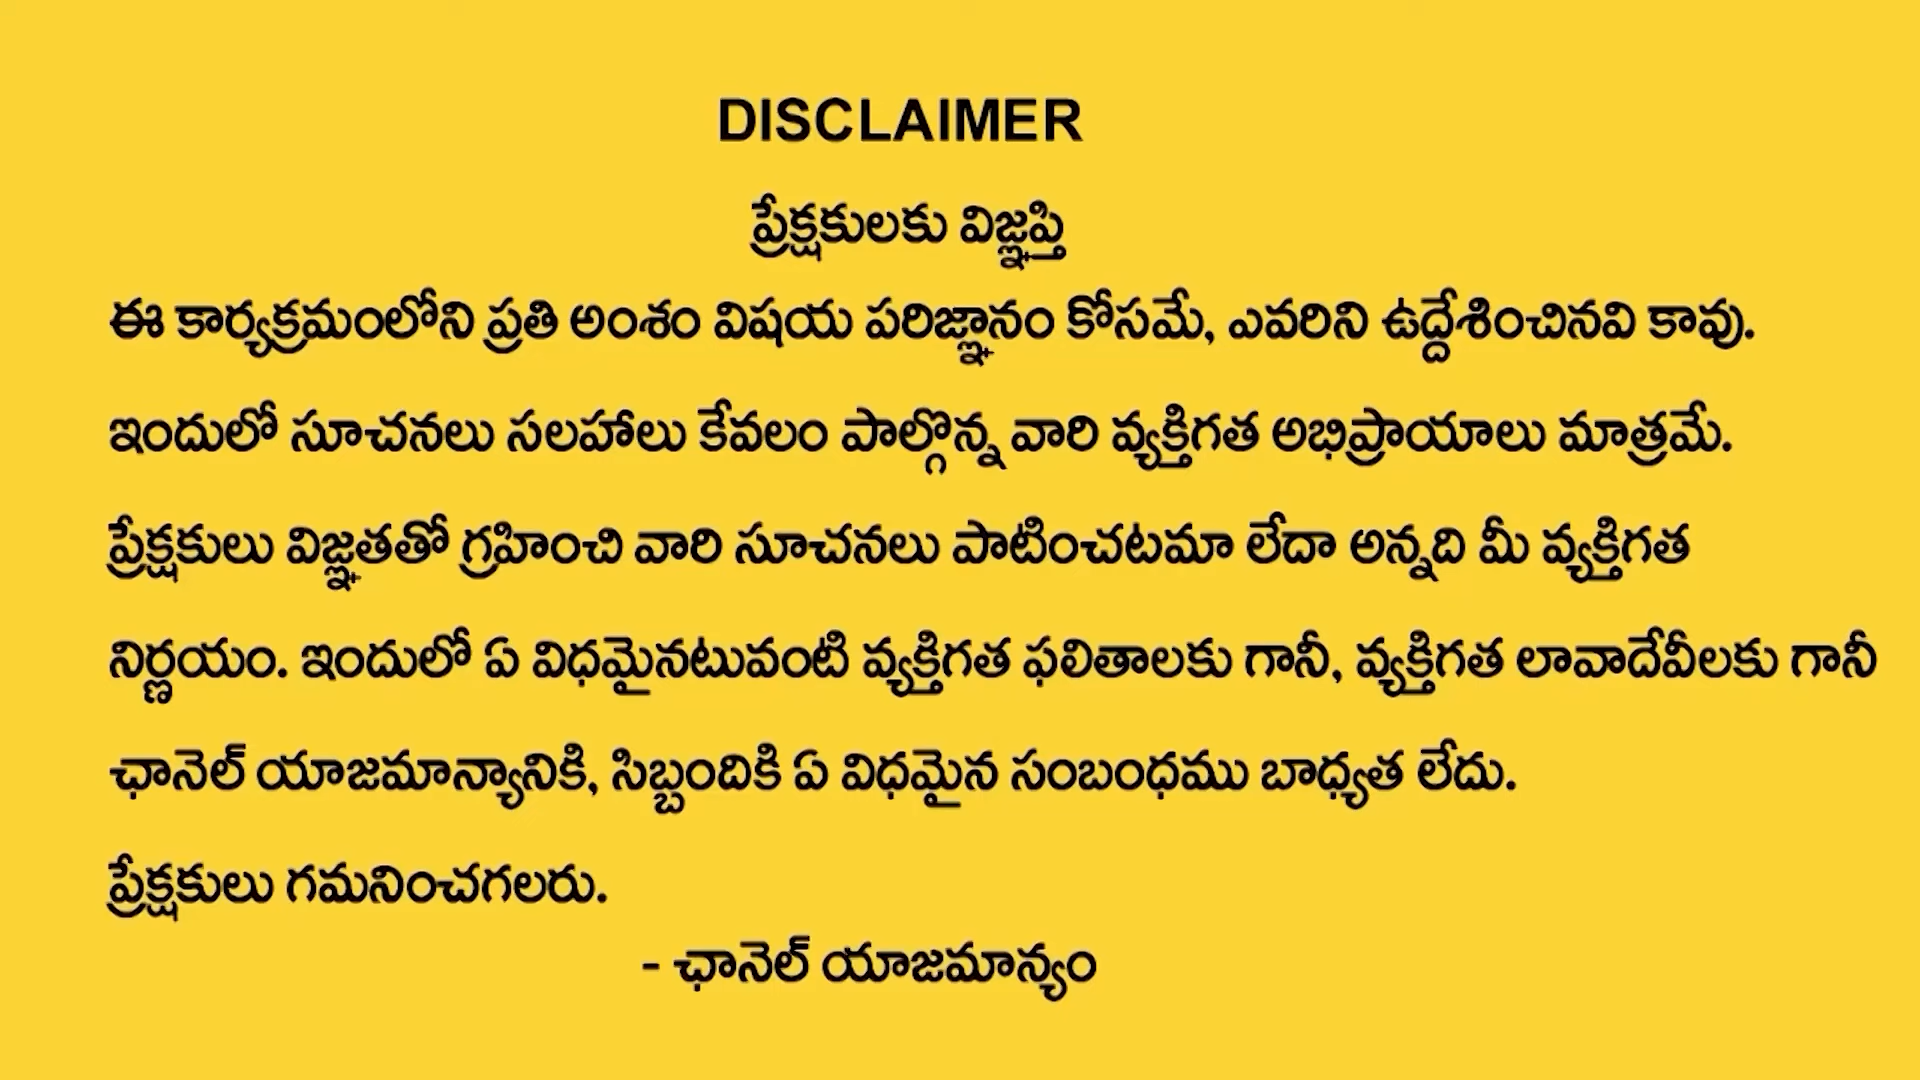 DISCLAIMER
ప్రేక్షకులకు విజ్ఞప్తి
ఈ కార్యక్రమంలోని ప్రతి అంశం విషయ పరిజ్ఞానం కోసమే, ఎవరిని ఉద్దేశించినవి కావు.
ఇందులో సూచనలు సలహాలు కేవలం పాల్గొన్న వారి వ్యక్తిగత అభిప్రాయాలు మాత్రమే.
ప్రేక్షకులు విజ్ఞతతో గ్రహించి వారి సూచనలు పాటించటమా లేదా అన్నది మీ వ్యక్తిగత
నిర్ణయం. ఇందులో ఏ విధమైనటువంటి వ్యక్తిగత ఫలితాలకు గానీ, వ్యక్తిగత లావాదేవీలకు గానీ
ఛానెల్ యాజమాన్యానికి, సిబ్బందికి ఏ విధమైన సంబంధము బాధ్యత లేదు.
ప్రేక్షకులు గమనించగలరు.
- ఛానెల్ యాజమాన్యం